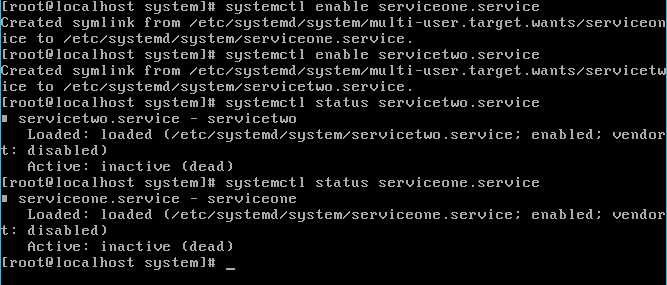 [root@localhost system]# systemctl enable serviceone.service
Created symlink from /etc/systemd/system/multi-user.target.wants/serviceon
ice to /etc/systemd/system/serviceone.service.
[root@localhost system]# systemctl enable servicetwo.service
Created symlink from /etc/systemd/system/multi-user.target.wants/servicetw
ice to /etc/systemd/system/servicetwo.service.
[root@localhost system]# systemctl status servicetwo.service
■ servicetwo.service - servicetwo
   Loaded: loaded (/etc/systemd/system/servicetwo.service; enabled; vendor
t: disabled)
   Active: inactive (dead)
[root@localhost system]# systemctl status serviceone.service
■ serviceone.service - serviceone
   Loaded: loaded (/etc/systemd/system/serviceone.service; enabled; vendor
t: disabled)
   Active: inactive (dead)
[root@localhost system]# _